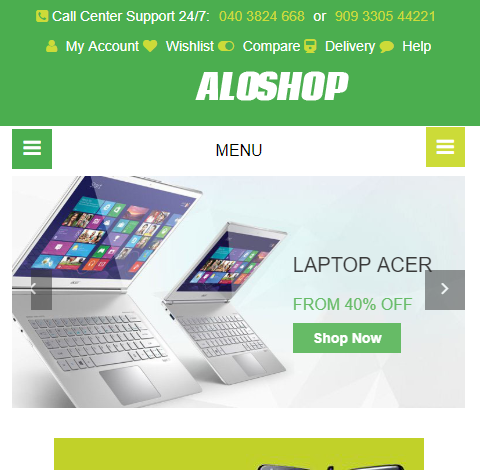 Call Center Support 24/7: 040 3824 668 or 909 3305 44221
My Account Wishlist Compare Delivery Help
ALOSHOP
MENU
Start
LAPTOP ACER
FROM 40% OFF
Shop Now